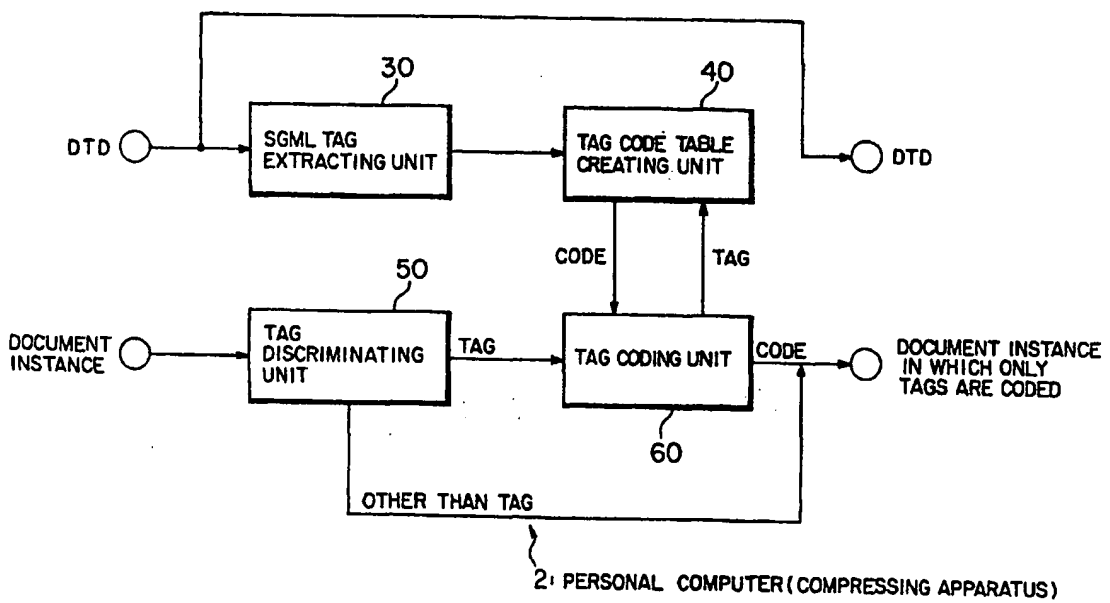 30
40
DTD
SGML TAG
EXTRACTING UNIT
TAG CODE TABLE
CREATING UNIT
DTD
CODE
TAG
50
DOCUMENT
INSTANCE
TAG
DISCRIMINATING
UNIT
TAG
TAG CODING UNIT
CODE
DOCUMENT INSTANCE
IN WHICH ONLY
TAGS ARE CODED
60
OTHER THAN TAG
2: PERSONAL COMPUTER (COMPRESSING APPARATUS)